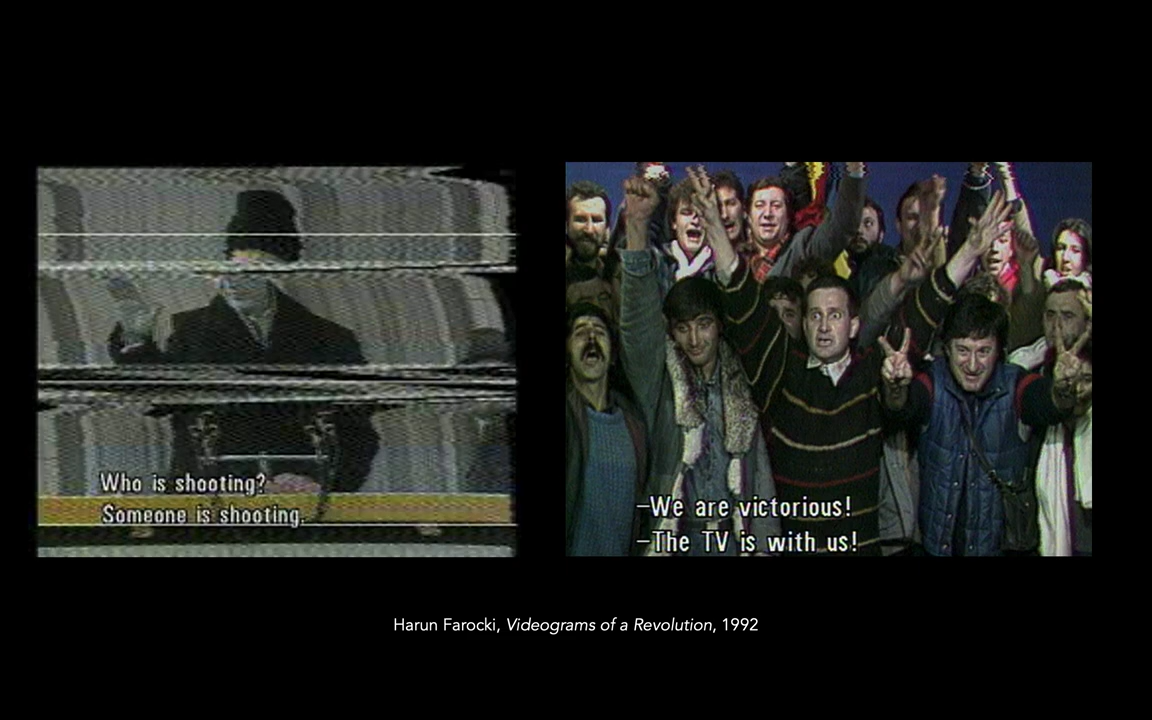 Who is shooting?
Someone is shooting.
–We are victorious!
–The TV is with us!
Harun Farocki, Videograms of a Revolution, 1992